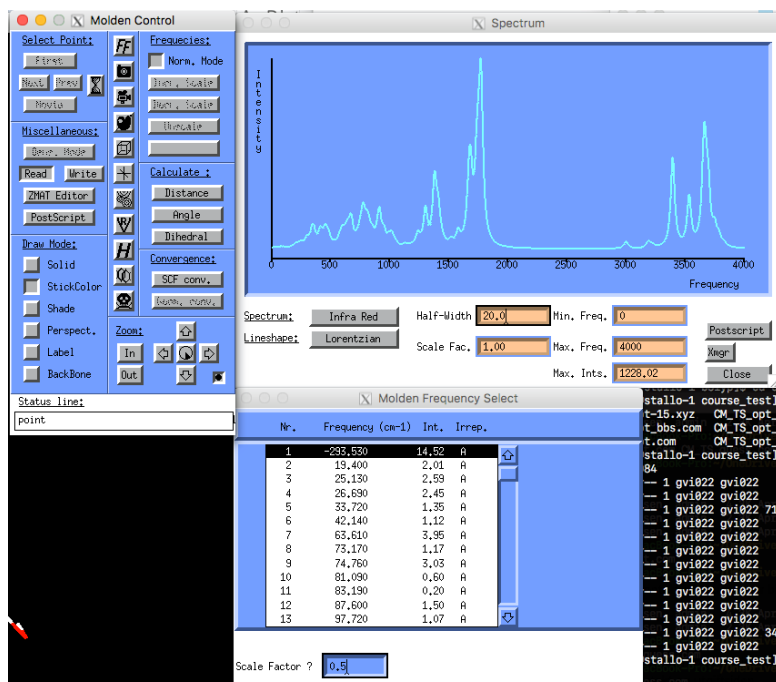 Molden Control
Select Point:
First
Next
Prev
Movie
Miscellaneous:
Geom. Mode
Read
Write
ZMAT Editor
PostScript
Draw Mode:
Solid
StickColor
Shade
Perspect.
Label
BackBone
FF
H
Frequecies:
Norm. Mode
Incr. Scale
Decr. Scale
Unscale
Calculate :
Distance
Angle
Dihedral
Convergence:
SCF conv.
Geom. conv.
Zoom:
In
Out
Status line:
point
Spectrum
Intensity
0 500 1000 1500 2000 2500 3000 3500 4000
Frequency
Spectrum: Infra Red Half-Width 20.0 Min. Freq. 0
Postscript
Lineshape: Lorentzian Scale Fac. 1.00 Max. Freq. 4000
Xmgr
Max. Ints. 1228.02 Close
Molden Frequency Select
Nr. Frequency (cm-1) Int. Irrep.
1 -293.530 14.52 A
2 19.400 2.01 A
3 25.130 2.59 A
4 26.690 2.45 A
5 33.720 1.35 A
6 42.140 1.12 A
7 63.610 3.95 A
8 73.170 1.17 A
9 74.760 3.03 A
10 81.090 0.60 A
11 83.190 0.20 A
12 87.600 1.50 A
13 97.720 1.07 A
Scale Factor ? 0.5
stallo-1 course_test]
t-15.xyz CM_TS_opt_
t_bbs.com CM_TS_opt_
t.com CM_TS_opt_
stallo-1 course_test]
84
-- 1 gvi022 gvi022
-- 1 gvi022 gvi022
-- 1 gvi022 gvi022 71
-- 1 gvi022 gvi022
-- 1 gvi022 gvi022
-- 1 gvi022 gvi022
-- 1 gvi022 gvi022
-- 1 gvi022 gvi022
-- 1 gvi022 gvi022
-- 1 gvi022 gvi022
-- 1 gvi022 gvi022
-- 1 gvi022 gvi022 34
-- 1 gvi022 gvi022
stallo-1 course_test]